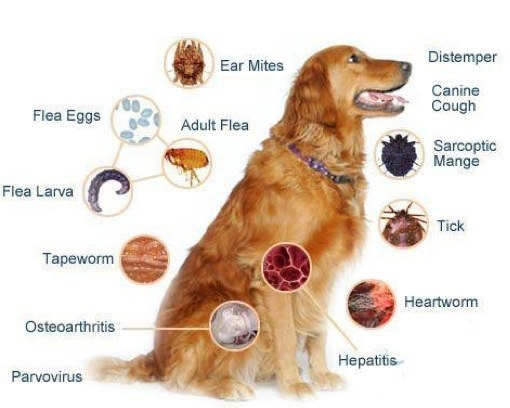 Ear Mites
Distemper
Canine
Cough
Flea Eggs
Adult Flea
Sarcoptic
Mange
Flea Larva
Tick
Tapeworm
Heartworm
Osteoarthritis
Hepatitis
Parvovirus